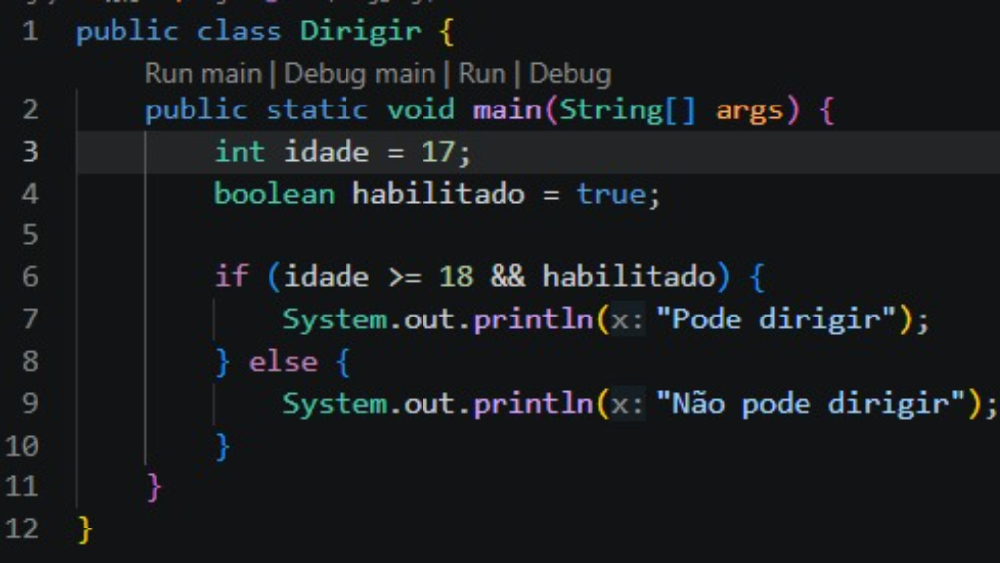 1 public class Dirigir {
Run main | Debug main | Run | Debug
2 public static void main(String[] args) {
3 int idade = 17;
4 boolean habilitado = true;
5
6 if (idade >= 18 && habilitado) {
7 System.out.println(x: "Pode dirigir");
8 } else {
9 System.out.println(x: "Não pode dirigir");
10 }
11 }
12 }